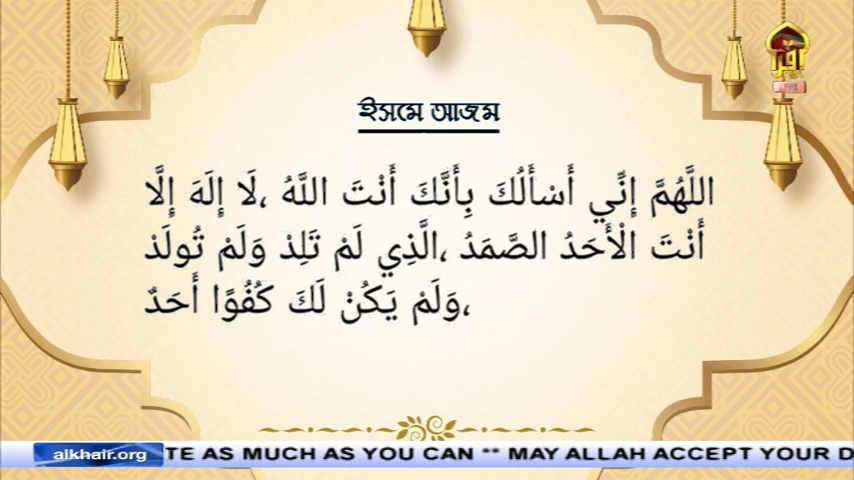 ইসমে আজম
اللَّهُمَّ إِنِّي أَسْأَلُكَ بِأَنَّكَ أَنْتَ اللَّهُ ،لَا إِلَهَ إِلَّا
أَنْتَ الْأَحَدُ الصَّمَدُ ،الَّذِي لَمْ تَلِدْ وَلَمْ تُولَدْ
،وَلَمْ يَكُنْ لَكَ كُفُوًا أَحَدٌ
alkhair.org TE AS MUCH AS YOU CAN ** MAY ALLAH ACCEPT YOUR D